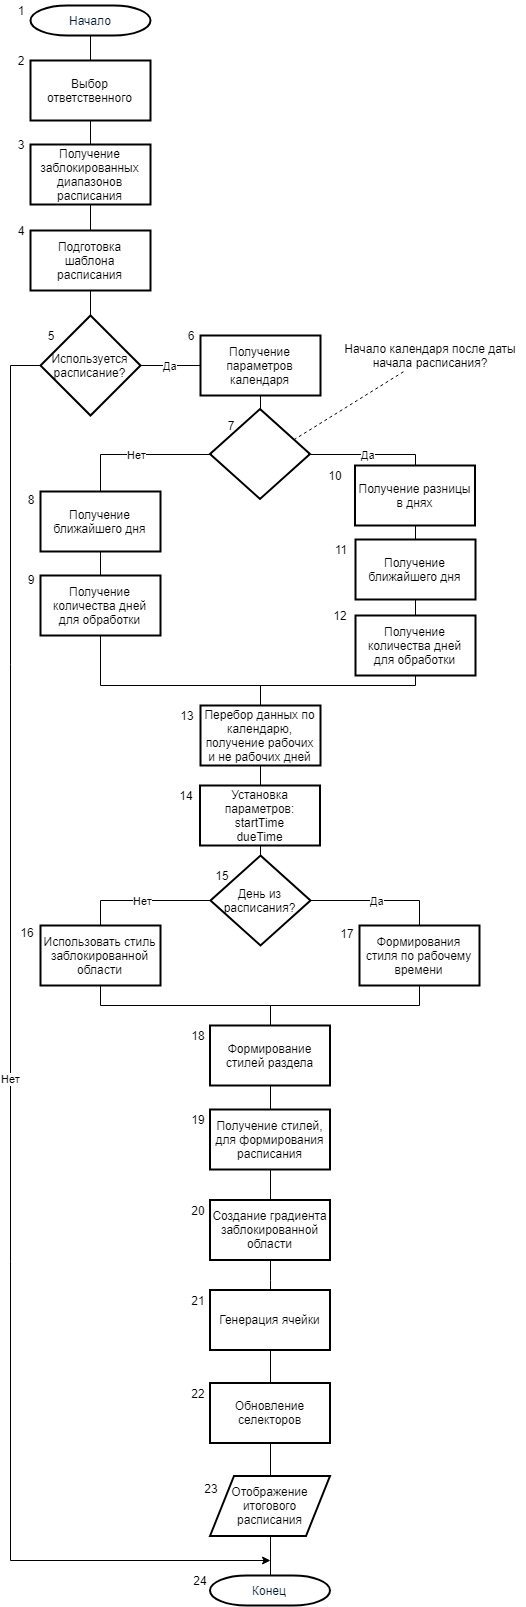 1
Начало
2
Выбор
ответственного
3
Получение
заблокированных
диапазонов
расписания
4
Подготовка
шаблона
расписания
5
Используется
расписание?
Да
6
Получение
параметров
календаря
Начало календаря после даты
начала расписания?
7
Нет
Да
8
Получение
ближайшего дня
9
Получение
количества дней
для обработки
10
Получение разницы
в днях
11
Получение
ближайшего дня
12
Получение
количества дней
для обработки
13
Перебор данных по
календарю,
получение рабочих
и не рабочих дней
14
Установка
параметров:
startTime
dueTime
15
День из
расписания?
Нет
Да
16
Использовать стиль
заблокированной
области
17
Формирования
стиля по рабочему
времени
18
Формирование
стилей раздела
Нет
19
Получение стилей,
для формирования
расписания
20
Создание градиента
заблокированной
области
21
Генерация ячейки
22
Обновление
селекторов
23
Отображение
итогового
расписания
24
Конец